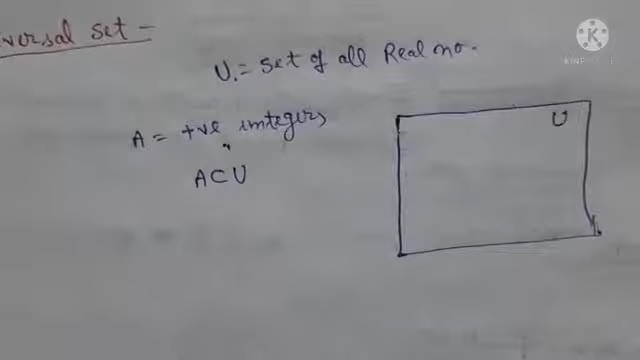 versal set -
U = set of all Real no.
A = +ve integers
A ⊂ U
U
K